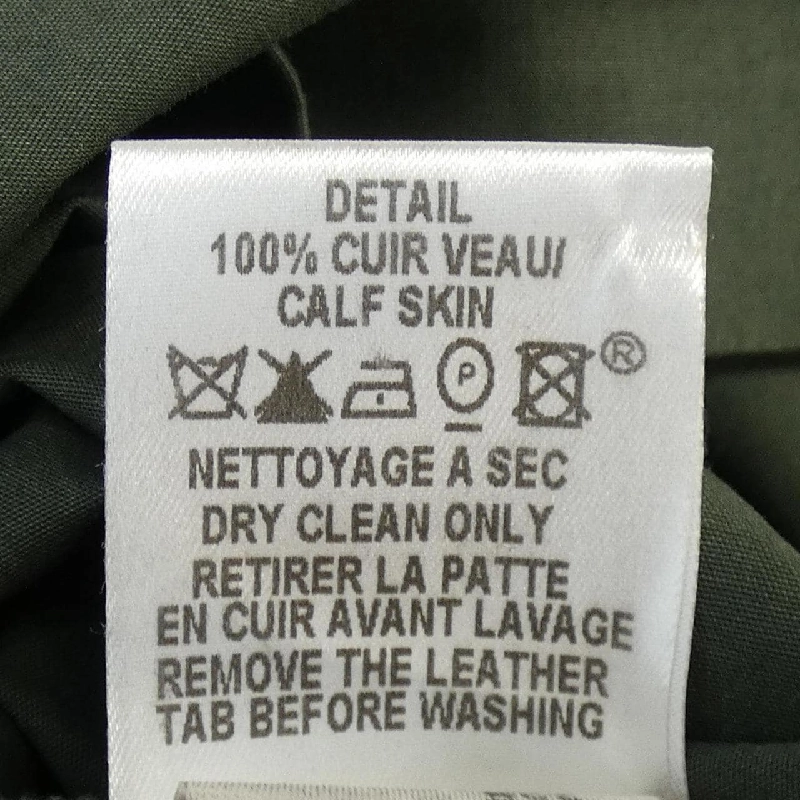 DETAIL
100% CUIR VEAU/
CALF SKIN
P ®
NETTOYAGE A SEC
DRY CLEAN ONLY
RETIRER LA PATTE
EN CUIR AVANT LAVAGE
REMOVE THE LEATHER
TAB BEFORE WASHING